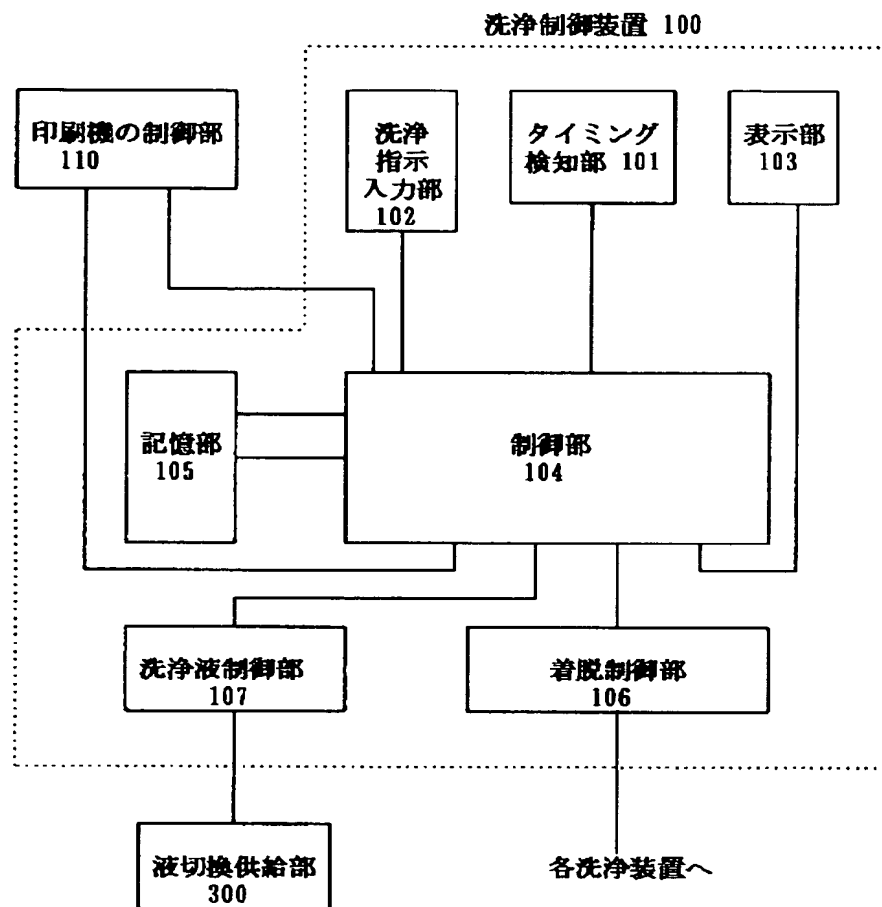 洗浄制御装置 100
印刷機の制御部
110
洗浄
指示
入力部
102
タイミング
検知部 101
表示部
103
記憶部
105
制御部
104
洗浄液制御部
107
着脱制御部
106
液切換供給部
300
各洗浄装置へ